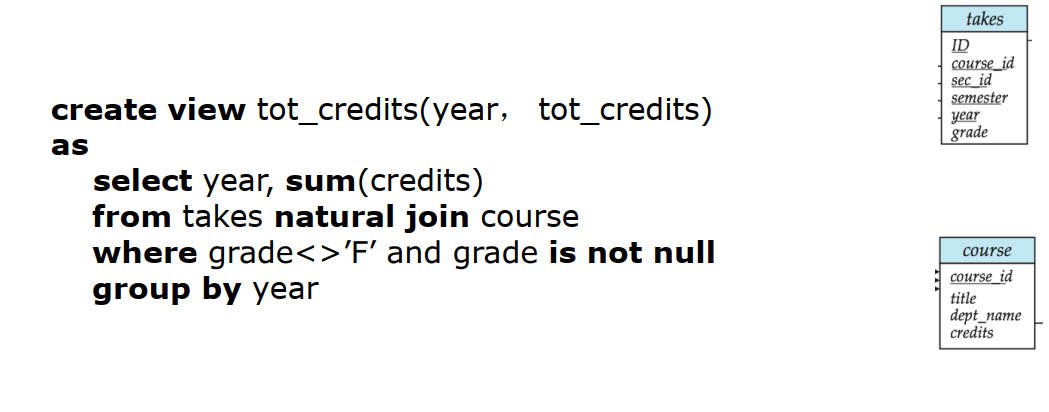 create view tot_credits(year， tot_credits)
as
select year, sum(credits)
from takes natural join course
where grade<>’F’ and grade is not null
group by year
takes
ID
course_id
sec_id
semester
year
grade
course
course_id
title
dept_name
credits